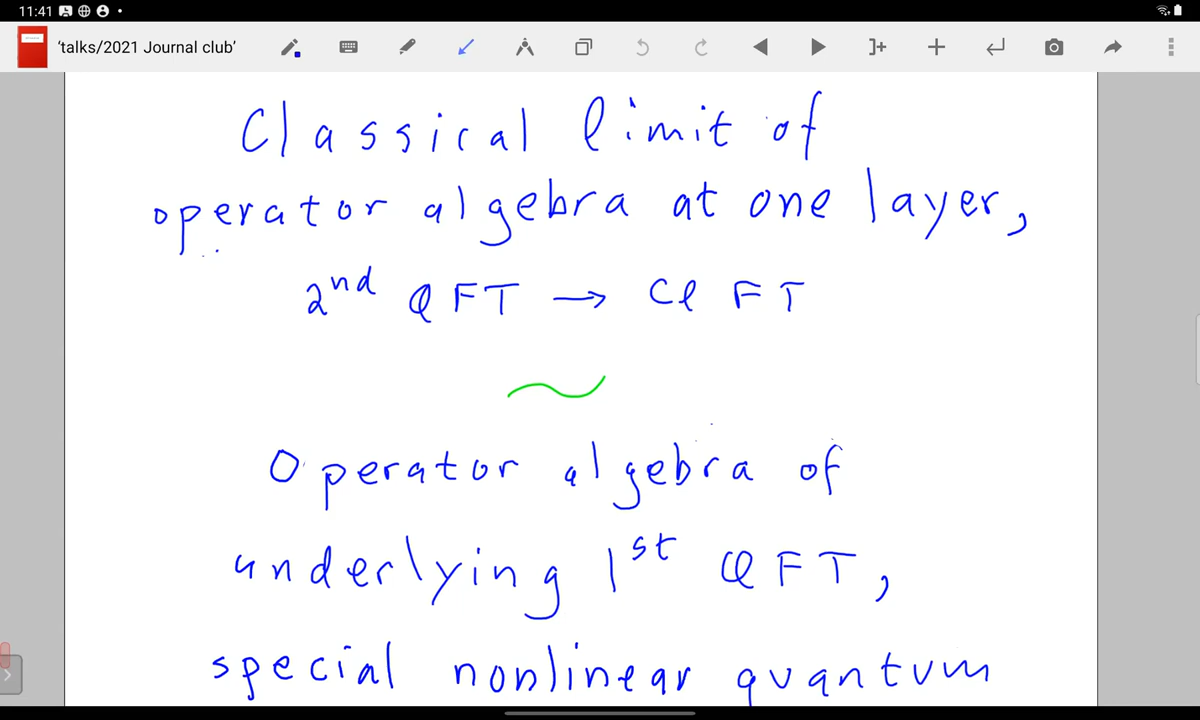 11:41
'talks/2021 Journal club'
Classical limit of
operator algebra at one layer,
2nd QFT → Cl FT
Operator algebra of
underlying 1st QFT,
special nonlinear quantum